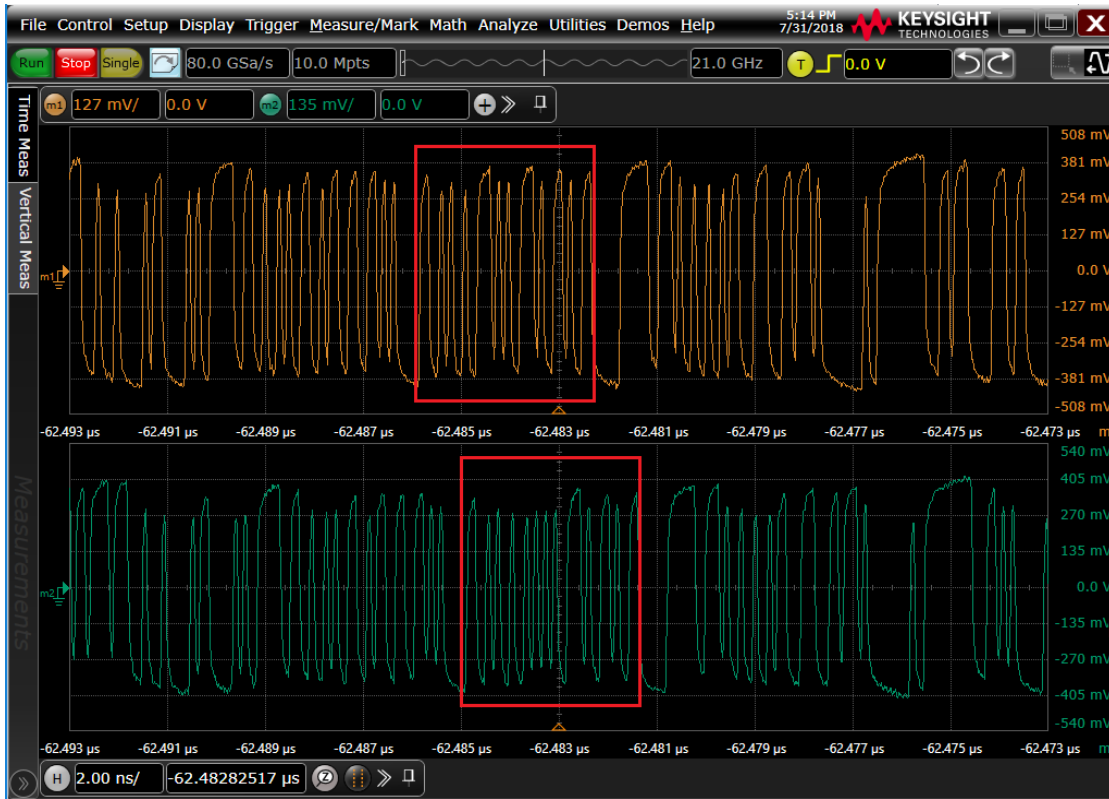 File Control Setup Display Trigger Measure/Mark Math Analyze Utilities Demos Help 5:14 PM 7/31/2018 KEYSIGHT TECHNOLOGIES X
Run Stop Single 80.0 GSa/s 10.0 Mpts 21.0 GHz T 0.0 V
Time Meas
Vertical Meas
Measurements
m1 127 mV/ 0.0 V m2 135 mV/ 0.0 V
508 mV
381 mV
254 mV
127 mV
m1 0.0 V
-127 mV
-254 mV
-381 mV
-508 mV
-62.493 µs -62.491 µs -62.489 µs -62.487 µs -62.485 µs -62.483 µs -62.481 µs -62.479 µs -62.477 µs -62.475 µs -62.473 µs m
540 mV
405 mV
270 mV
135 mV
m2 0.0 V
-135 mV
-270 mV
-405 mV
-540 mV
-62.493 µs -62.491 µs -62.489 µs -62.487 µs -62.485 µs -62.483 µs -62.481 µs -62.479 µs -62.477 µs -62.475 µs -62.473 µs m
H 2.00 ns/ -62.48282517 µs Z